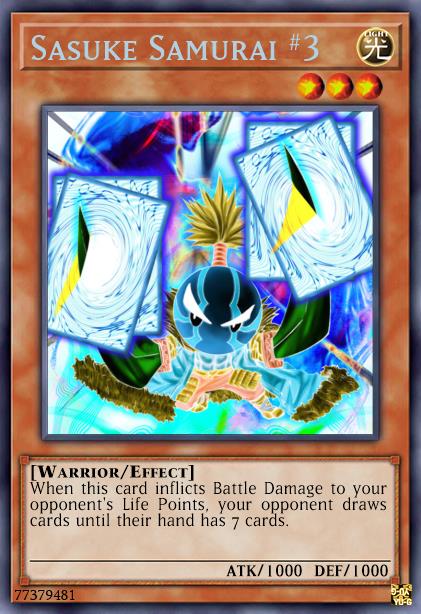 Sasuke Samurai #3
LIGHT
光
[Warrior/Effect]
When this card inflicts Battle Damage to your
opponent's Life Points, your opponent draws
cards until their hand has 7 cards.
ATK/1000 DEF/1000
77379481